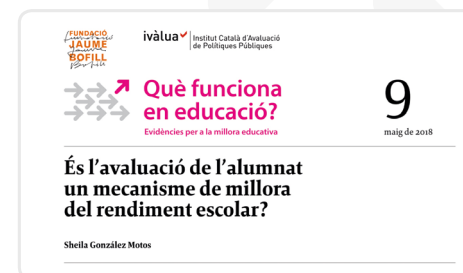 FUNDACIÓ
JAUME
BOFILL
ivàlua
Institut Català d'Avaluació
de Polítiques Públiques
Què funciona
en educació?
Evidències per a la millora educativa
9
maig de 2018
És l'avaluació de l'alumnat
un mecanisme de millora
del rendiment escolar?
Sheila González Motos